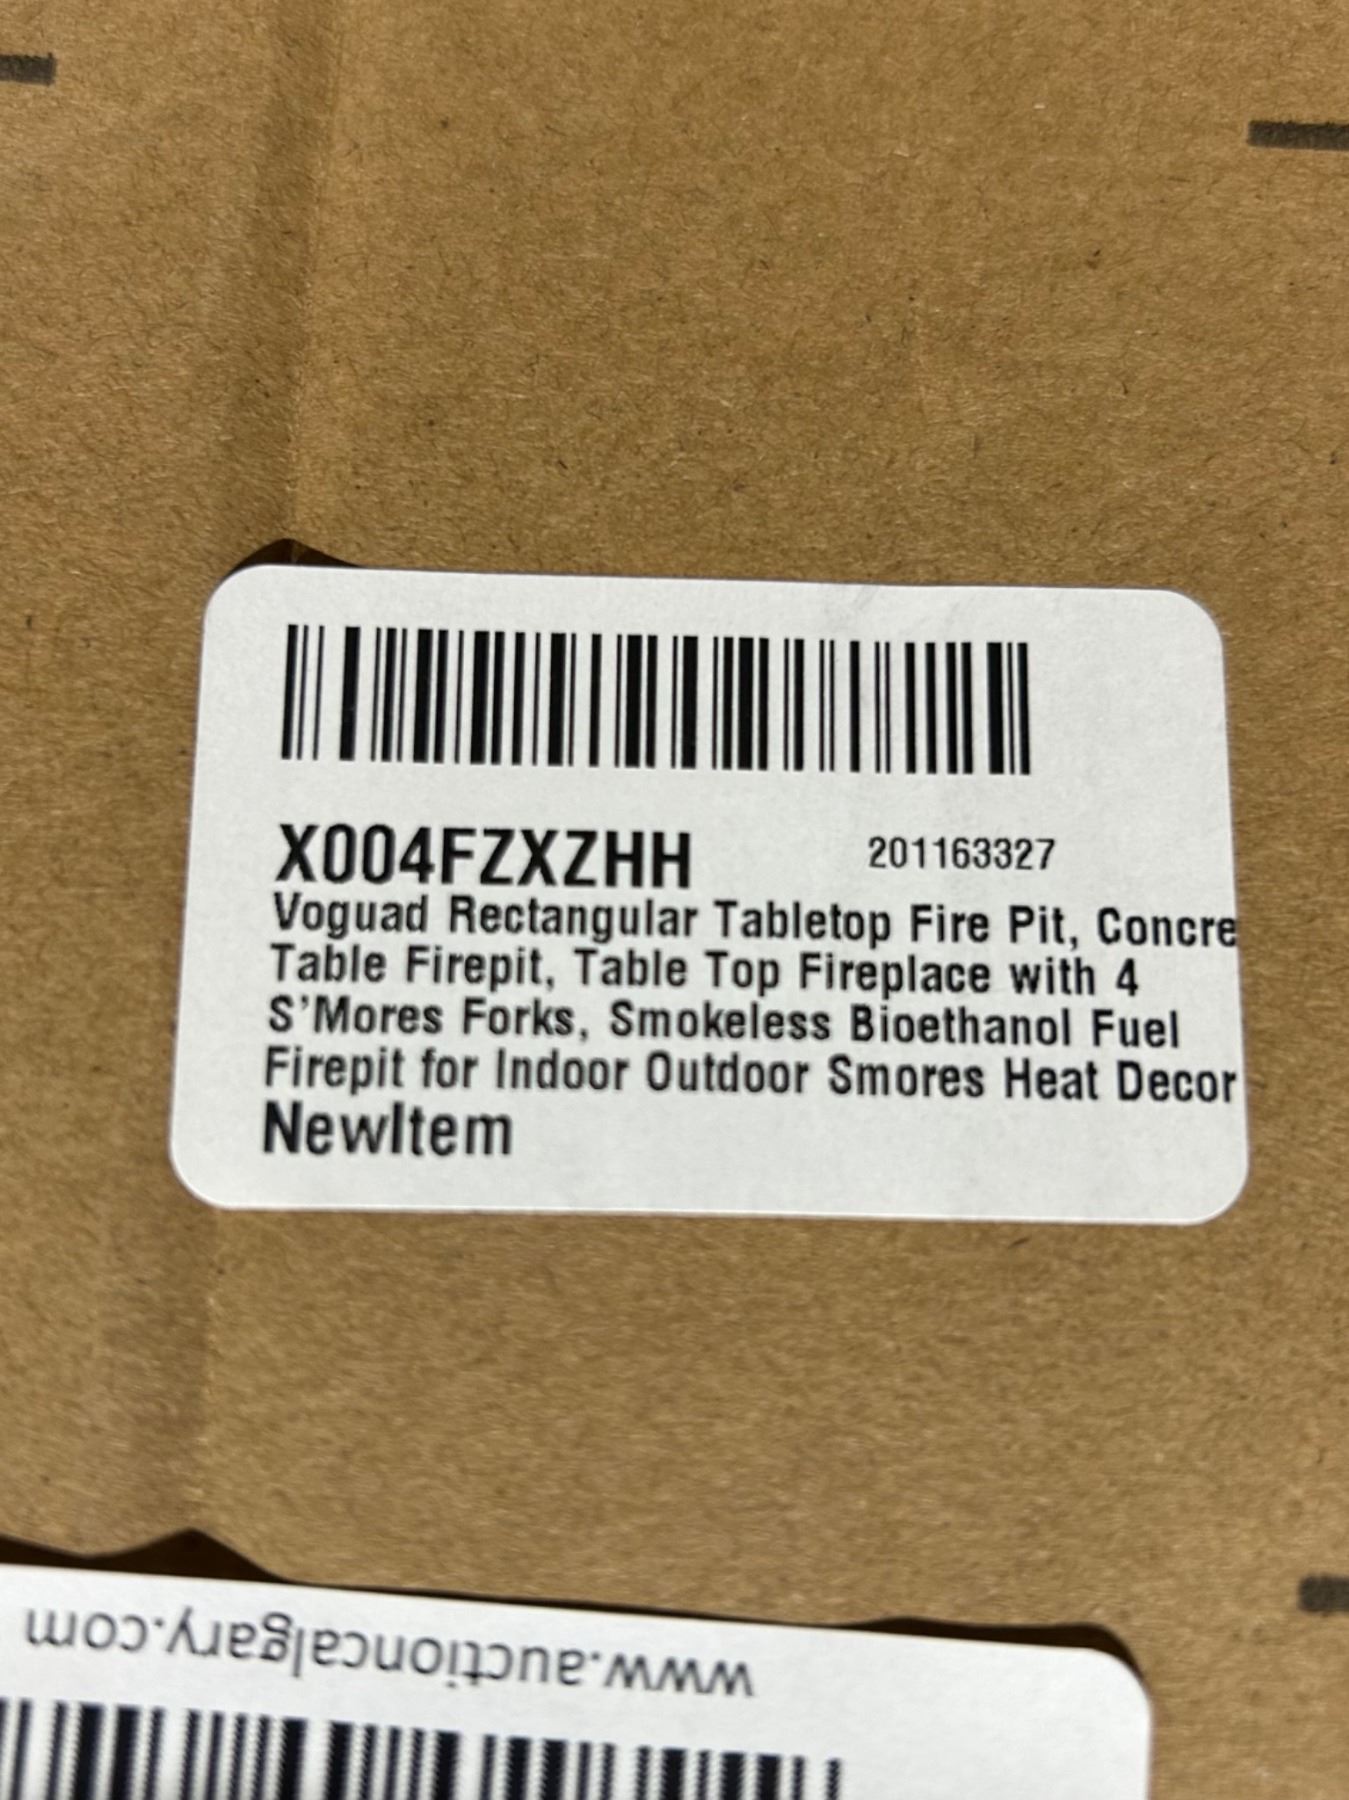 X004FZXZHH 201163327
Voguad Rectangular Tabletop Fire Pit, Concre
Table Firepit, Table Top Fireplace with 4
S'Mores Forks, Smokeless Bioethanol Fuel
Firepit for Indoor Outdoor Smores Heat Decor
NewItem
www.auctioncalgary.com